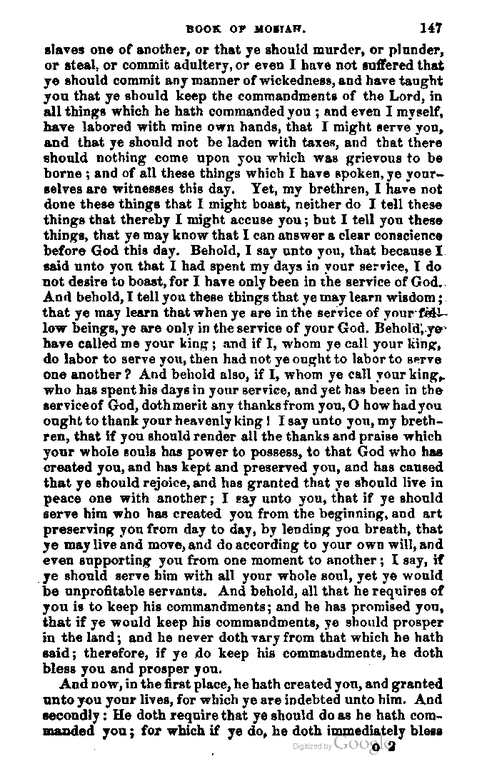 BOOK OF MOSIAH. 147
slaves one of another, or that ye should murder, or plunder,
or steal, or commit adultery, or even I have not suffered that
ye should commit any manner of wickedness, and have taught
you that ye should keep the commandments of the Lord, in
all things which he hath commanded you; and even I myself,
have labored with mine own hands, that I might serve you,
and that ye should not be laden with taxes, and that there
should nothing come upon you which was grievous to be
borne; and of all these things which I have spoken, ye your-
selves are witnesses this day. Yet, my brethren, I have not
done these things that I might boast, neither do I tell these
things that thereby I might accuse you; but I tell you these
things, that ye may know that I can answer a clear conscience
before God this day. Behold, I say unto you, that because I
said unto you that I had spent my days in your service, I do
not desire to boast, for I have only been in the service of God.
And behold, I tell you these things that ye may learn wisdom;
that ye may learn that when ye are in the service of your fel-
low beings, ye are only in the service of your God. Behold, ye
have called me your king; and if I, whom ye call your king,
do labor to serve you, then had not ye ought to labor to serve
one another? And behold also, if I, whom ye call your king,
who has spent his days in your service, and yet has been in the
service of God, doth merit any thanks from you, O how had you
ought to thank your heavenly king! I say unto you, my breth-
ren, that if you should render all the thanks and praise which
your whole souls has power to possess, to that God who has
created you, and has kept and preserved you, and has caused
that ye should rejoice, and has granted that ye should live in
peace one with another; I say unto you, that if ye should
serve him who has created you from the beginning, and art
preserving you from day to day, by lending you breath, that
ye may live and move, and do according to your own will, and
even supporting you from one moment to another; I say, if
ye should serve him with all your whole soul, yet ye would
be unprofitable servants. And behold, all that he requires of
you is to keep his commandments; and he has promised you,
that if ye would keep his commandments, ye should prosper
in the land; and he never doth vary from that which he hath
said; therefore, if ye do keep his commandments, he doth
bless you and prosper you.
And now, in the first place, he hath created you, and granted
unto you your lives, for which ye are indebted unto him. And
secondly: He doth require that ye should do as he hath com-
manded you; for which if ye do, he doth immediately bless
Digitized by Google
o 2